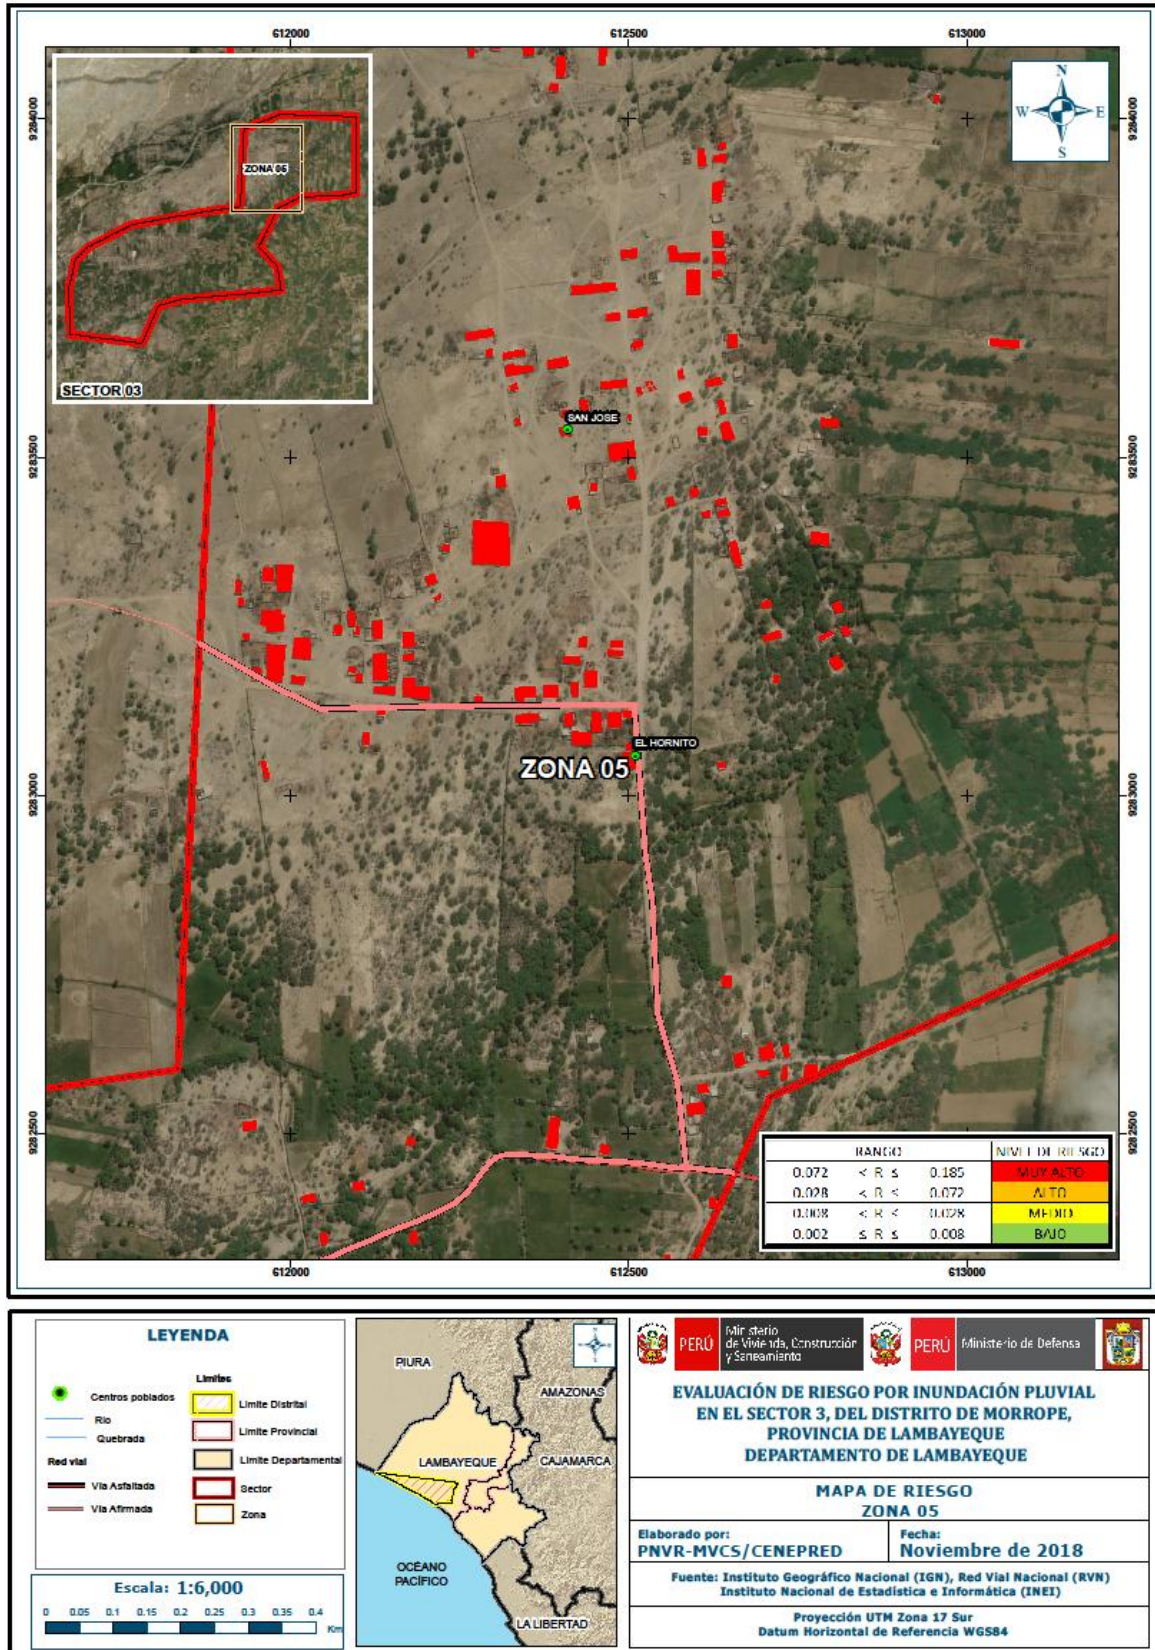 612000 612500 613000
9284000 9284000
N
W E
S
ZONA 05
SECTOR 03
SAN JOSE
9283500 9283500
EL HORNITO
ZONA 05
9283000 9283000
9282500 9282500
RANGO NIVEL DE RIESGO
0.072 < R ≤ 0.185 MUY ALTO
0.028 < R ≤ 0.072 ALTO
0.008 < R ≤ 0.028 MEDIO
0.002 ≤ R ≤ 0.008 BAJO
612000 612500 613000
LEYENDA
Centros poblados
Rio
Quebrada
Red vial
Via Asfaltada
Via Afirmada
Limites
Limite Distrital
Limite Provincial
Limite Departamental
Sector
Zona
Escala: 1:6,000
0 0.05 0.1 0.15 0.2 0.25 0.3 0.35 0.4
Km
PIURA
AMAZONAS
LAMBAYEQUE
CAJAMARCA
OCÉANO
PACÍFICO
LA LIBERTAD
PERÚ
Ministerio
de Vivienda, Construcción
y Saneamiento
PERÚ
Ministerio de Defensa
EVALUACIÓN DE RIESGO POR INUNDACIÓN PLUVIAL
EN EL SECTOR 3, DEL DISTRITO DE MORROPE,
PROVINCIA DE LAMBAYEQUE
DEPARTAMENTO DE LAMBAYEQUE
MAPA DE RIESGO
ZONA 05
Elaborado por:
PNVR-MVCS/CENEPRED
Fecha:
Noviembre de 2018
Fuente: Instituto Geográfico Nacional (IGN), Red Vial Nacional (RVN)
Instituto Nacional de Estadística e Informática (INEI)
Proyección UTM Zona 17 Sur
Datum Horizontal de Referencia WGS84